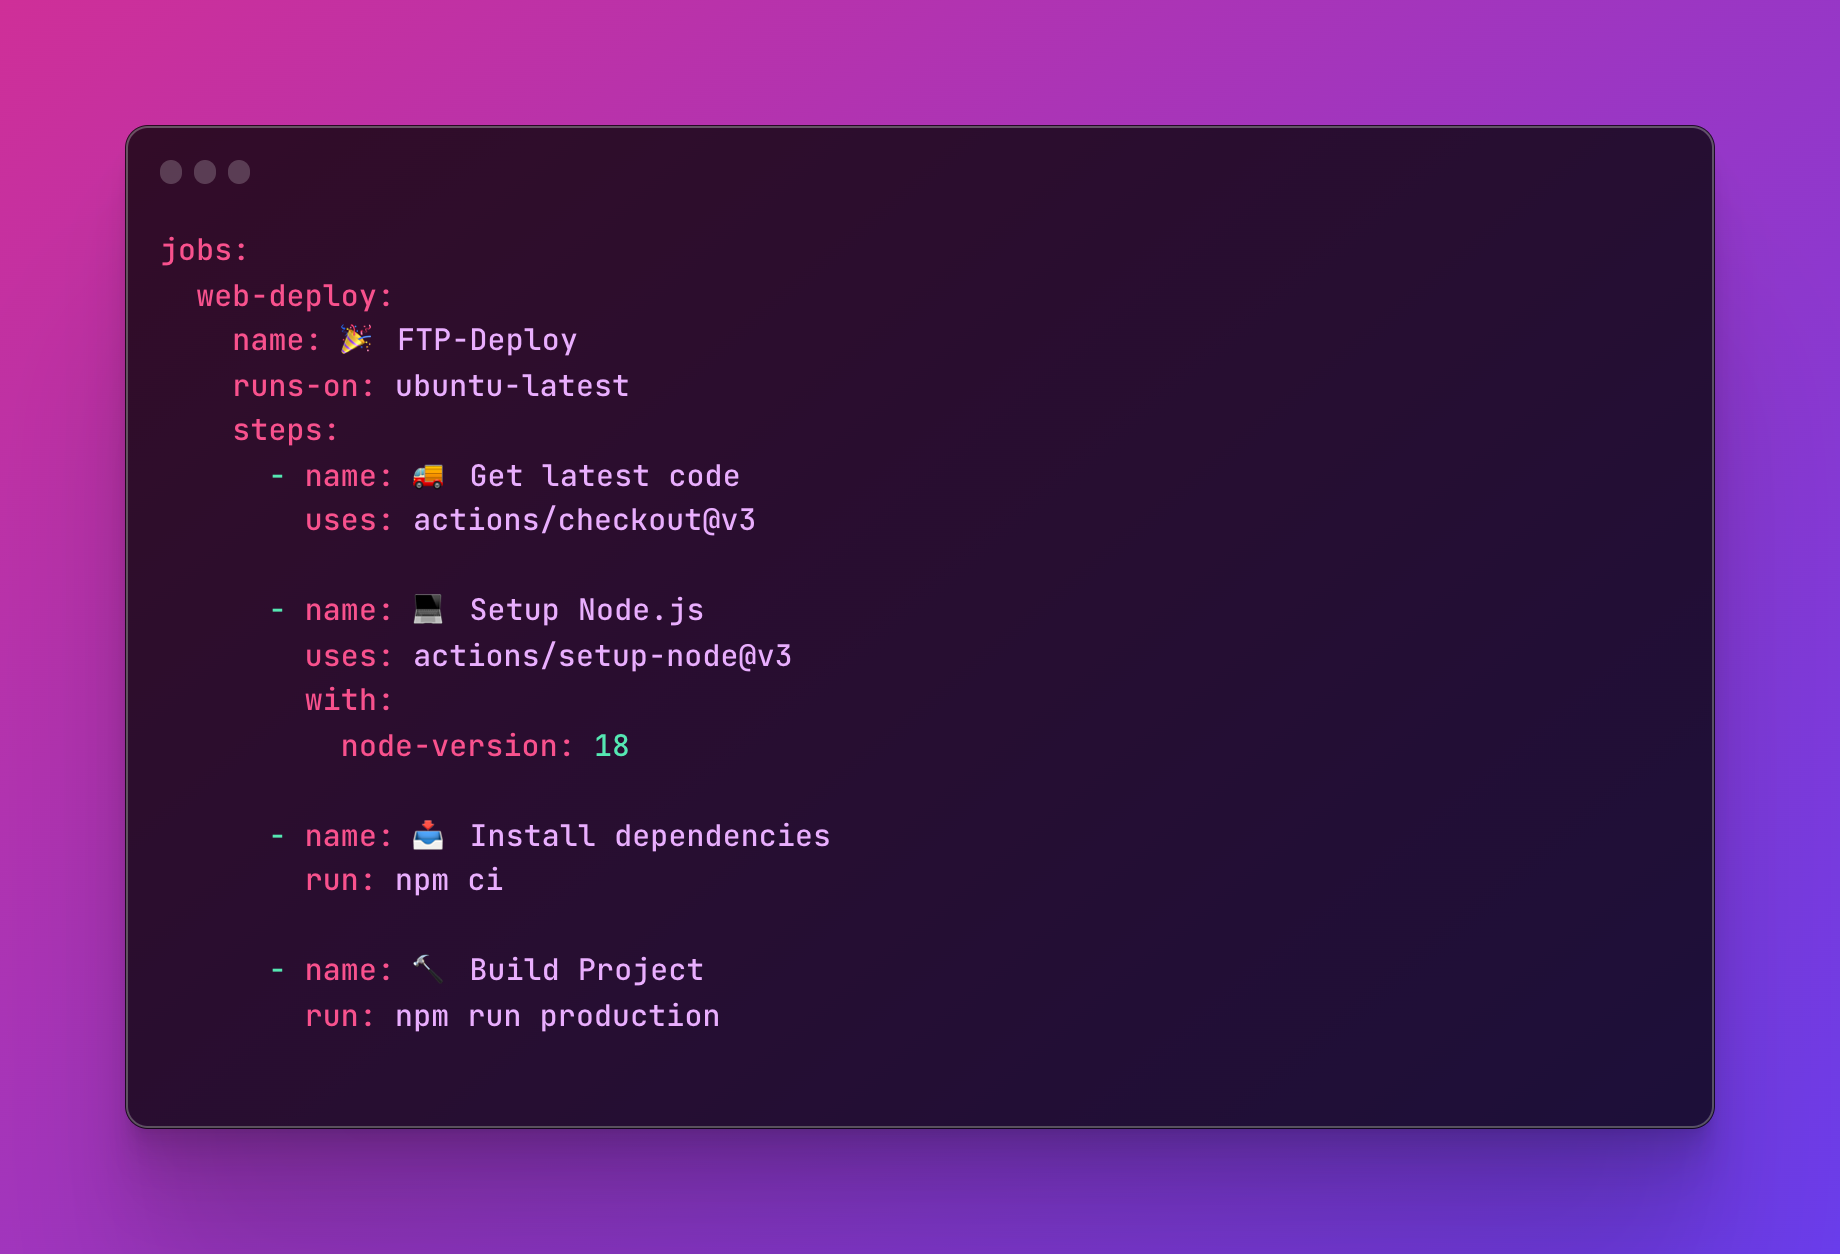 jobs:
  web-deploy:
    name: 🎉 FTP-Deploy
    runs-on: ubuntu-latest
    steps:
      - name: 🚚 Get latest code
        uses: actions/checkout@v3

      - name: 💻 Setup Node.js
        uses: actions/setup-node@v3
        with:
          node-version: 18

      - name: 📥 Install dependencies
        run: npm ci

      - name: 🔨 Build Project
        run: npm run production